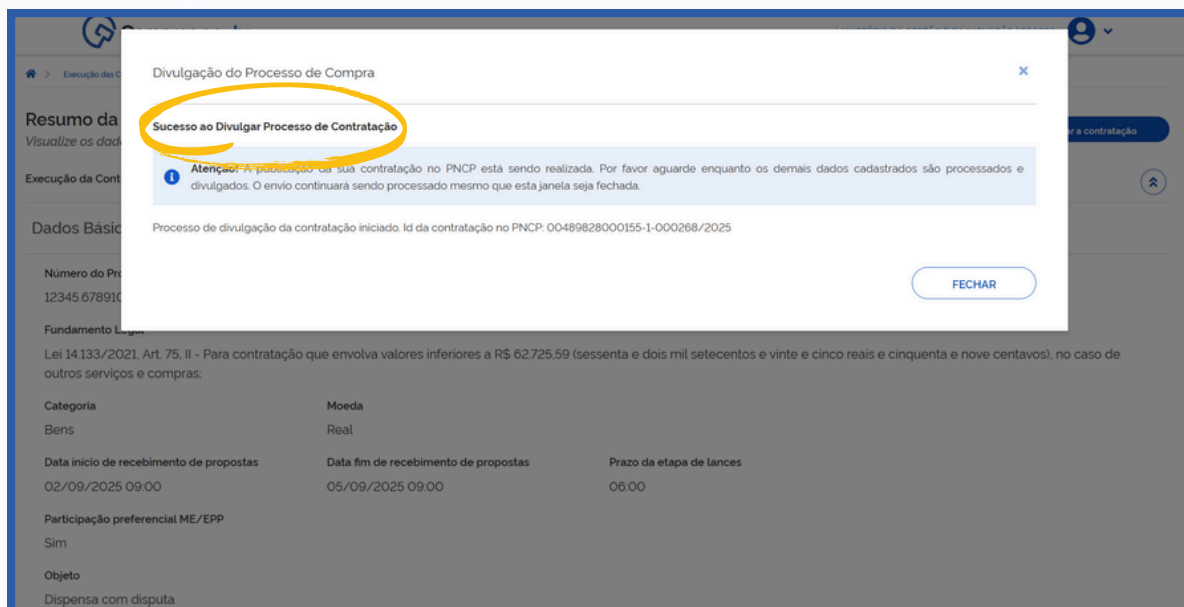 Divulgação do Processo de Compra
×
Sucesso ao Divulgar Processo de Contratação
Atenção! A publicação da sua contratação no PNCP está sendo realizada. Por favor aguarde enquanto os demais dados cadastrados são processados e
divulgados. O envio continuará sendo processado mesmo que esta janela seja fechada.
Processo de divulgação da contratação iniciado. Id da contratação no PNCP: 00489828000155-1-000268/2025
FECHAR
Execução das C
Resumo da
Visualize os dad
r a contratação
Execução da Cont
Dados Básic
Número do Pro
12345.678910
Fundamento L
Lei 14.133/2021, Art. 75, II - Para contratação que envolva valores inferiores a R$ 62.725,59 (sessenta e dois mil setecentos e vinte e cinco reais e cinquenta e nove centavos), no caso de
outros serviços e compras;
Categoria Moeda
Bens Real
Data início de recebimento de propostas Data fim de recebimento de propostas Prazo da etapa de lances
02/09/2025 09:00 05/09/2025 09:00 06:00
Participação preferencial ME/EPP
Sim
Objeto
Dispensa com disputa